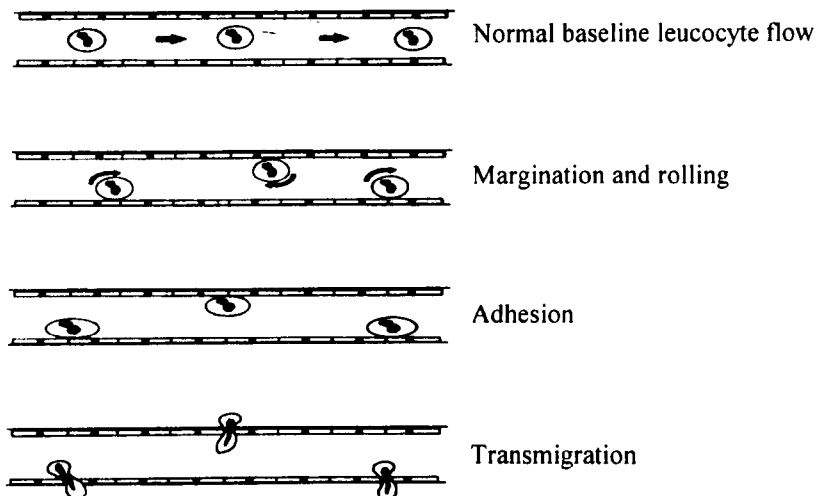 Normal baseline leucocyte flow
Margination and rolling
Adhesion
Transmigration